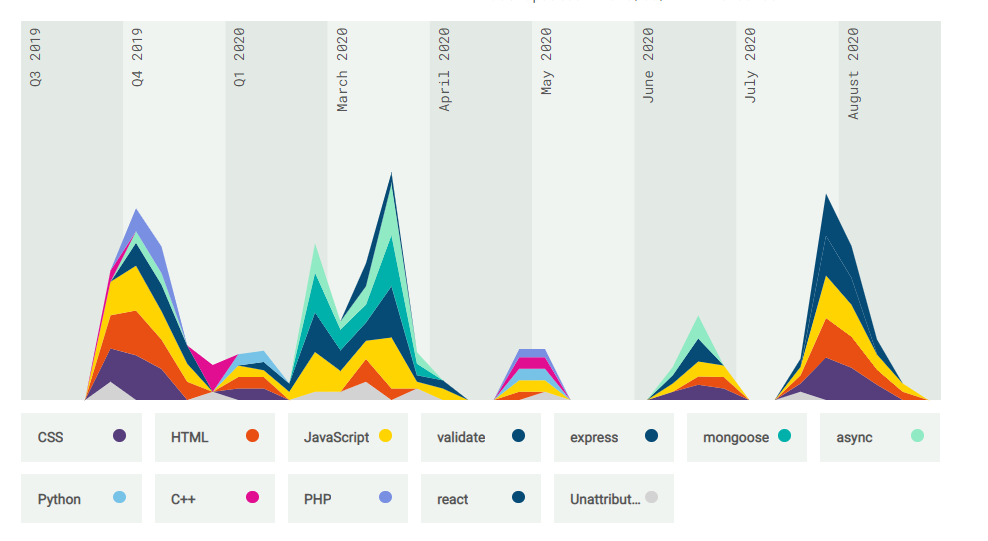 Q3 2019
Q4 2019
Q1 2020
March 2020
April 2020
May 2020
June 2020
July 2020
August 2020
CSS
HTML
JavaScript
validate
express
mongoose
async
Python
C++
PHP
react
Unattribut...